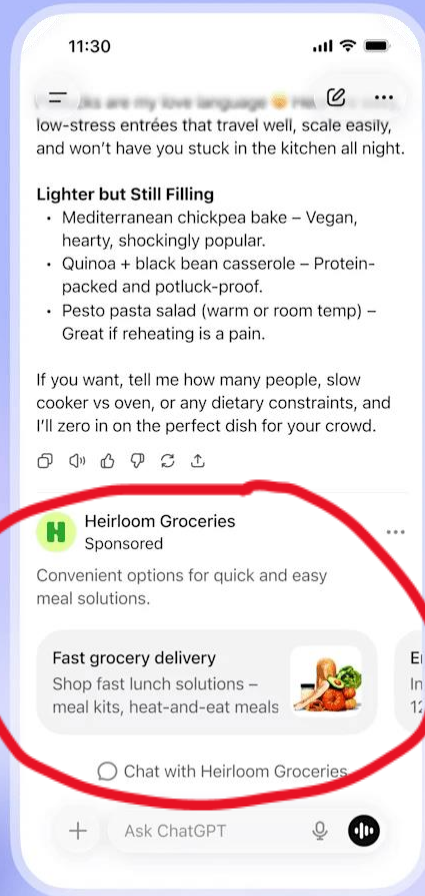 11:30
low-stress entrées that travel well, scale easily,
and won’t have you stuck in the kitchen all night.
Lighter but Still Filling
• Mediterranean chickpea bake – Vegan,
hearty, shockingly popular.
• Quinoa + black bean casserole – Protein-
packed and potluck-proof.
• Pesto pasta salad (warm or room temp) –
Great if reheating is a pain.
If you want, tell me how many people, slow
cooker vs oven, or any dietary constraints, and
I’ll zero in on the perfect dish for your crowd.
H
Heirloom Groceries
Sponsored
Convenient options for quick and easy
meal solutions.
Fast grocery delivery
Shop fast lunch solutions –
meal kits, heat-and-eat meals
In
Chat with Heirloom Groceries
Ask ChatGPT